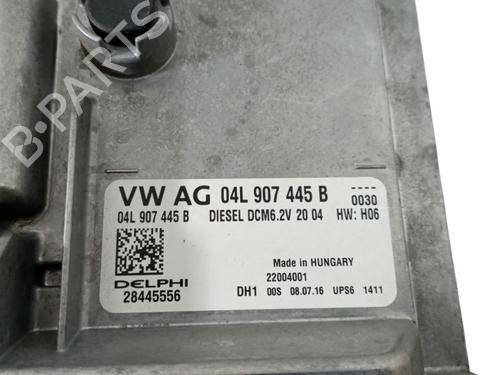 B-PARTS
VW AG 04L 907 445 B 0030
04L 907 445 B DIESEL DCM6.2V 20 04 HW: H06
Made in HUNGARY
22004001
DELPHI
28445556 DH1 00S 08.07.16 UPS6 1411